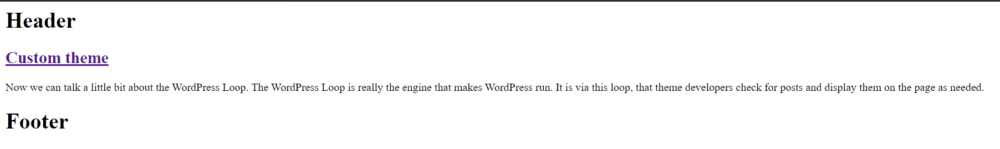 Header
Custom theme
Now we can talk a little bit about the WordPress Loop. The WordPress Loop is really the engine that makes WordPress run. It is via this loop, that theme developers check for posts and display them on the page as needed.
Footer